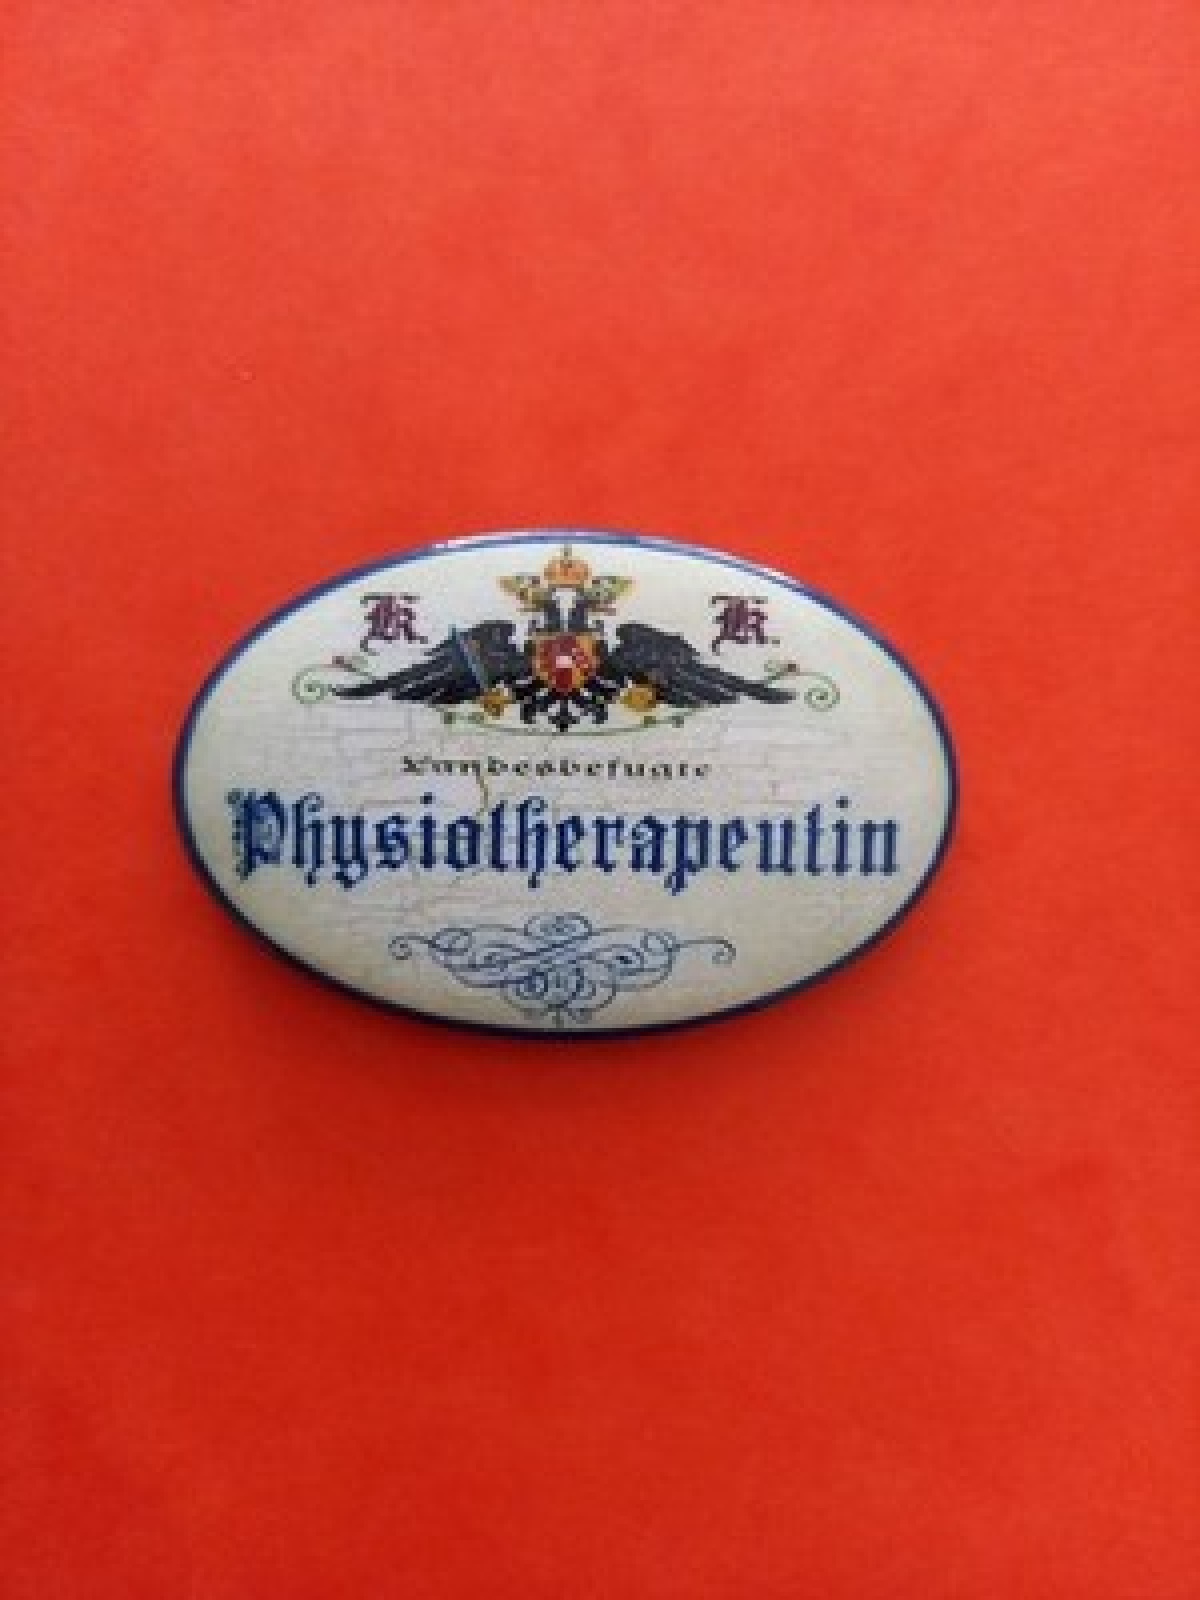 K. K.
Landesbefugte
Physiotherapeutin